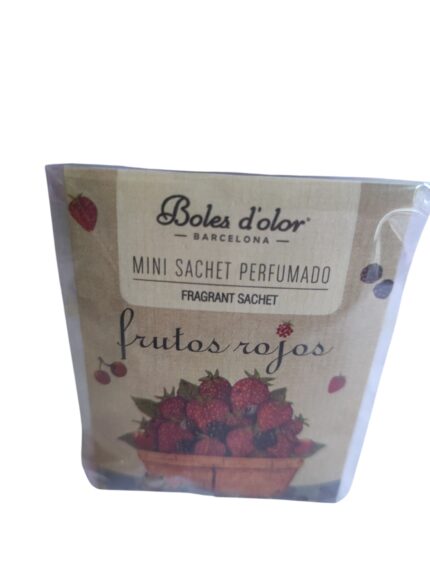 Boles d'olor®
BARCELONA
MINI SACHET PERFUMADO
FRAGRANT SACHET
frutos rojos